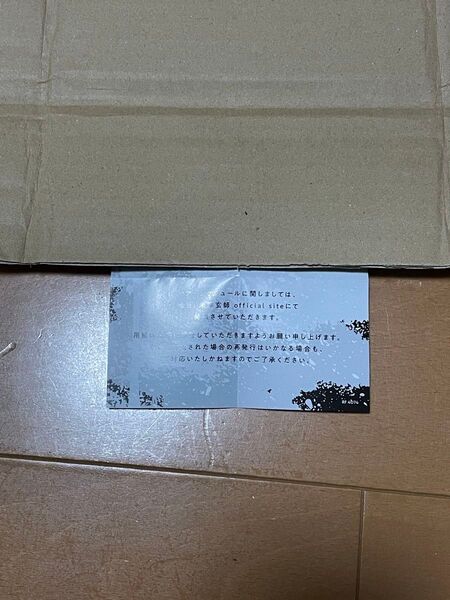 ュールに関しましては、
玄師 official siteにて
させていただきます。
していただきますようお願い申し上げます。
された場合の再発行はいかなる場合も、
対応いたしかねますのでご了承ください。